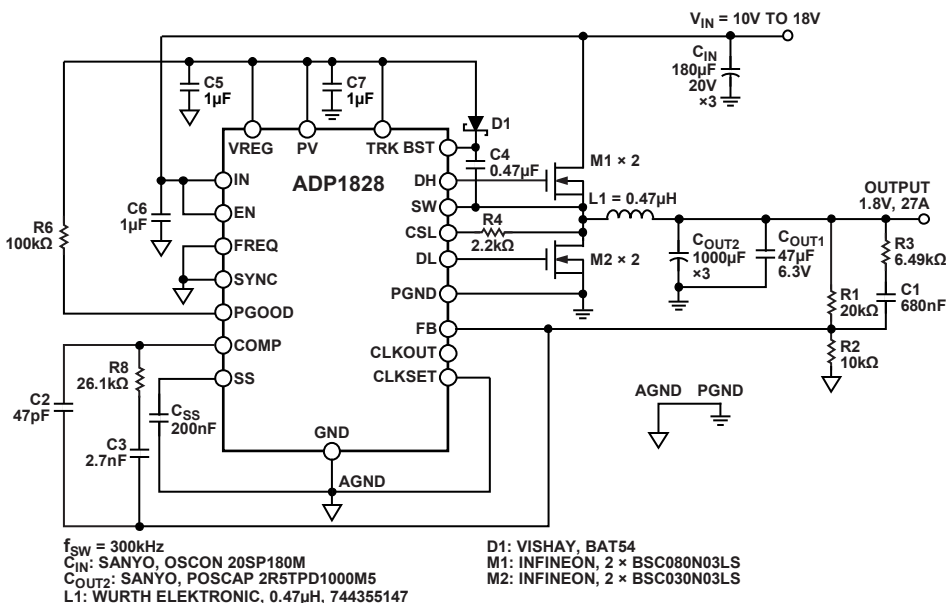 V_IN = 10V TO 18V
C_IN
180µF
20V
×3
C5
1µF
C7
1µF
D1
VREG
PV
TRK
BST
C4
0.47µF
M1 × 2
IN
ADP1828
DH
L1 = 0.47µH
OUTPUT
1.8V, 27A
EN
SW
C6
1µF
R6
100kΩ
CSL
R4
2.2kΩ
FREQ
DL
M2 × 2
C_OUT2
1000µF
×3
C_OUT1
47µF
6.3V
R3
6.49kΩ
SYNC
PGND
C1
680nF
PGOOD
FB
R1
20kΩ
COMP
CLKOUT
R2
10kΩ
R8
26.1kΩ
SS
CLKSET
C2
47pF
C_SS
200nF
AGND PGND
C3
2.7nF
GND
AGND
f_SW = 300kHz
C_IN: SANYO, OSCON 20SP180M
C_OUT2: SANYO, POSCAP 2R5TPD1000M5
L1: WURTH ELEKTRONIC, 0.47µH, 744355147
D1: VISHAY, BAT54
M1: INFINEON, 2 × BSC080N03LS
M2: INFINEON, 2 × BSC030N03LS